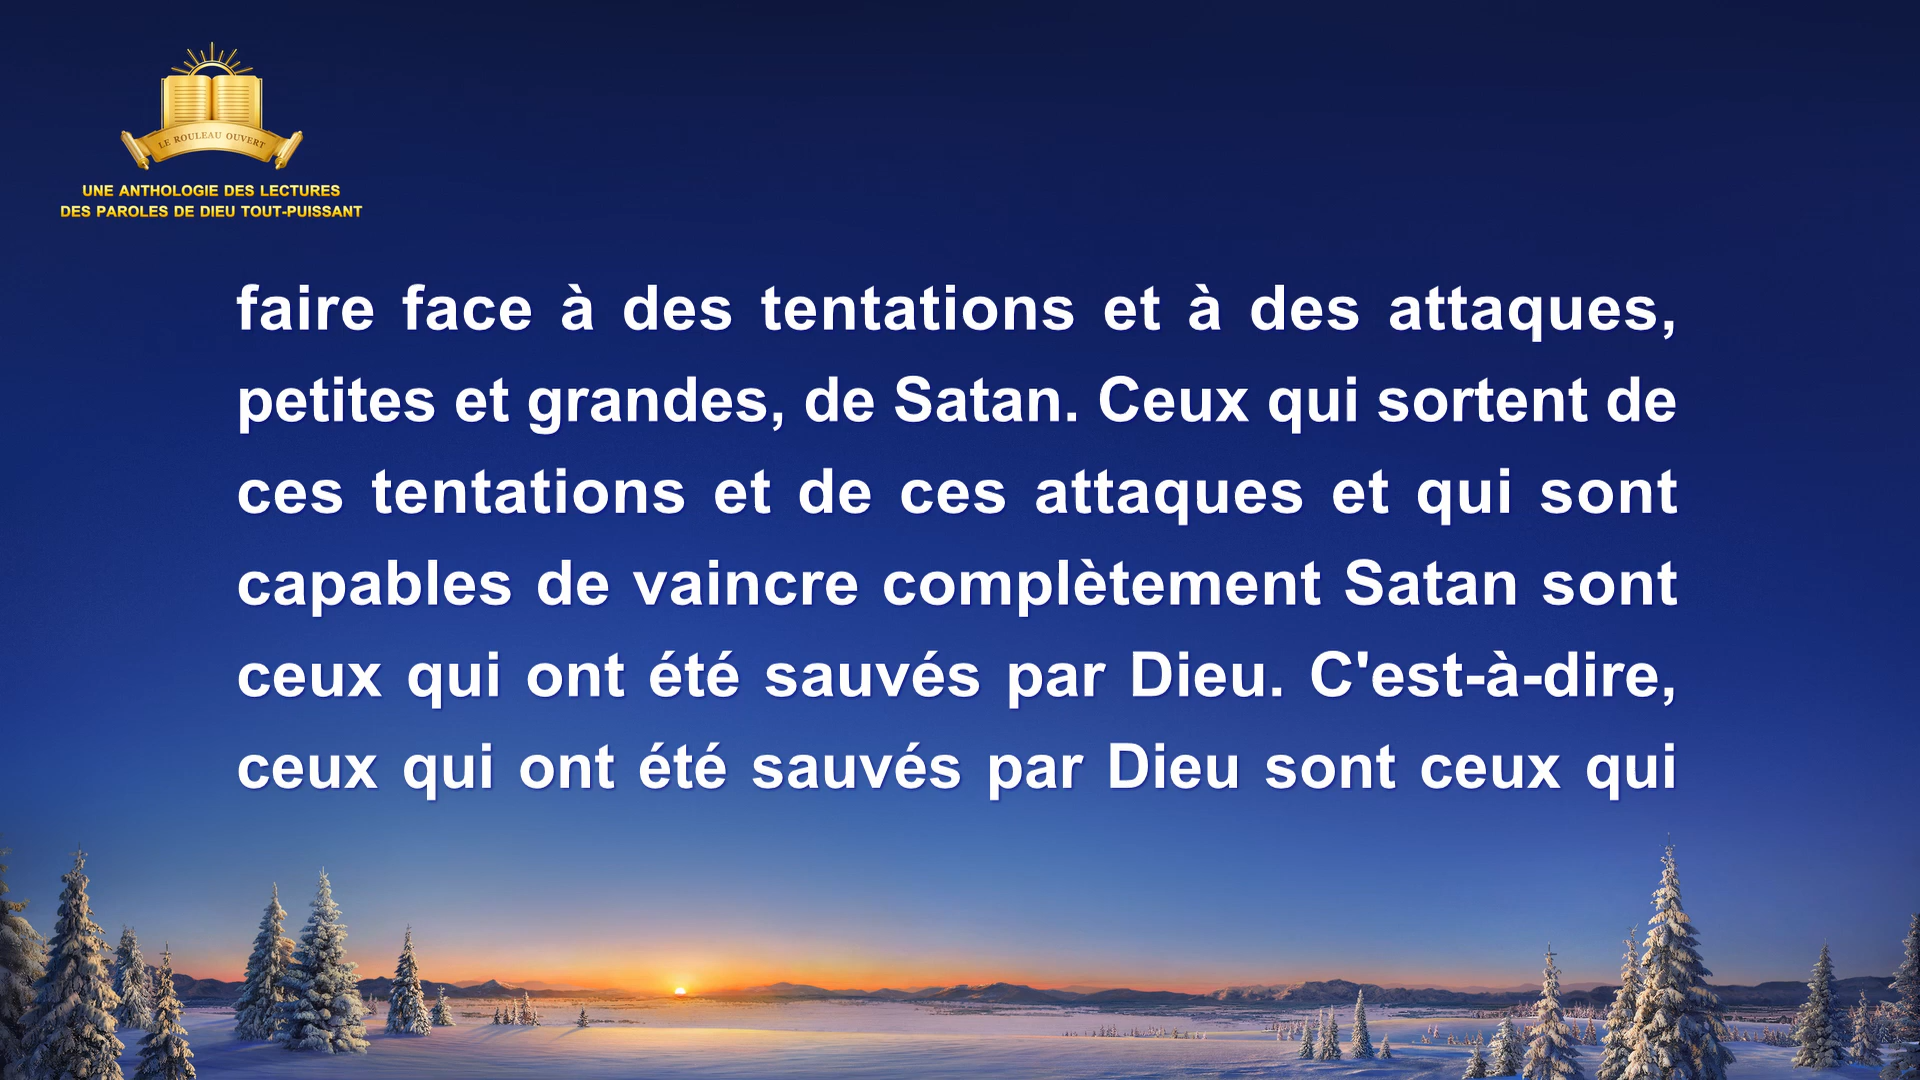 LE ROULEAU OUVERT
UNE ANTHOLOGIE DES LECTURES
DES PAROLES DE DIEU TOUT-PUISSANT
faire face à des tentations et à des attaques,
petites et grandes, de Satan. Ceux qui sortent de
ces tentations et de ces attaques et qui sont
capables de vaincre complètement Satan sont
ceux qui ont été sauvés par Dieu. C'est-à-dire,
ceux qui ont été sauvés par Dieu sont ceux qui